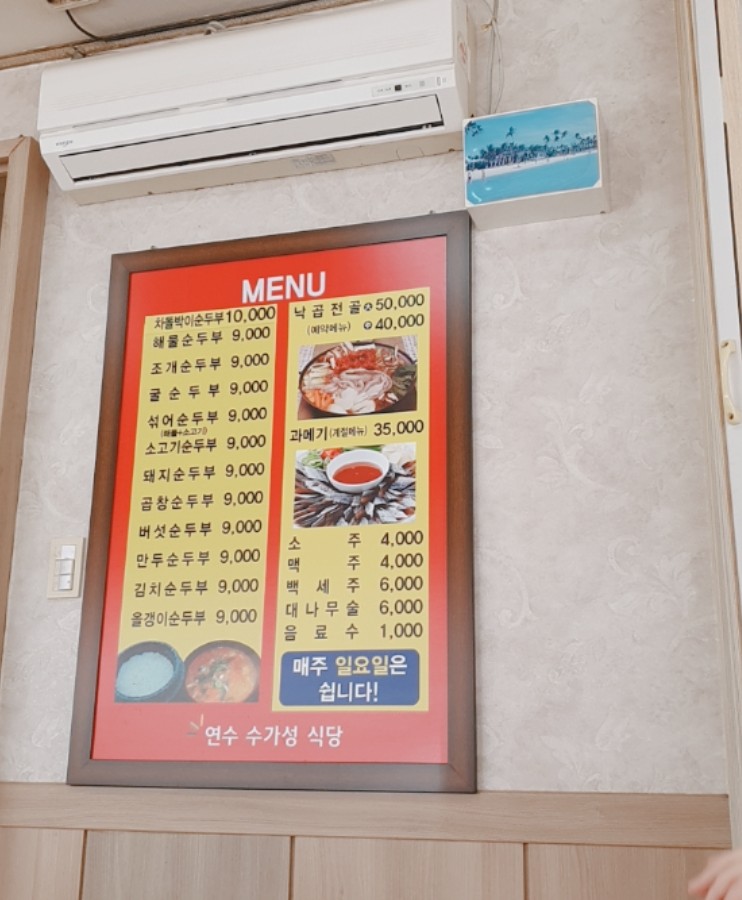 MENU
차돌박이순두부 10,000
해물순두부 9,000
조개순두부 9,000
굴순두부 9,000
섞어순두부 9,000
(해물+소고기)
소고기순두부 9,000
돼지순두부 9,000
곱창순두부 9,000
버섯순두부 9,000
만두순두부 9,000
김치순두부 9,000
올갱이순두부 9,000
낙곱전골 大 50,000
(예약메뉴) 中 40,000
과메기 (계절메뉴) 35,000
소주 4,000
맥주 4,000
백세주 6,000
대나무술 6,000
음료수 1,000
매주 일요일은
쉽니다!
연수 수가성 식당